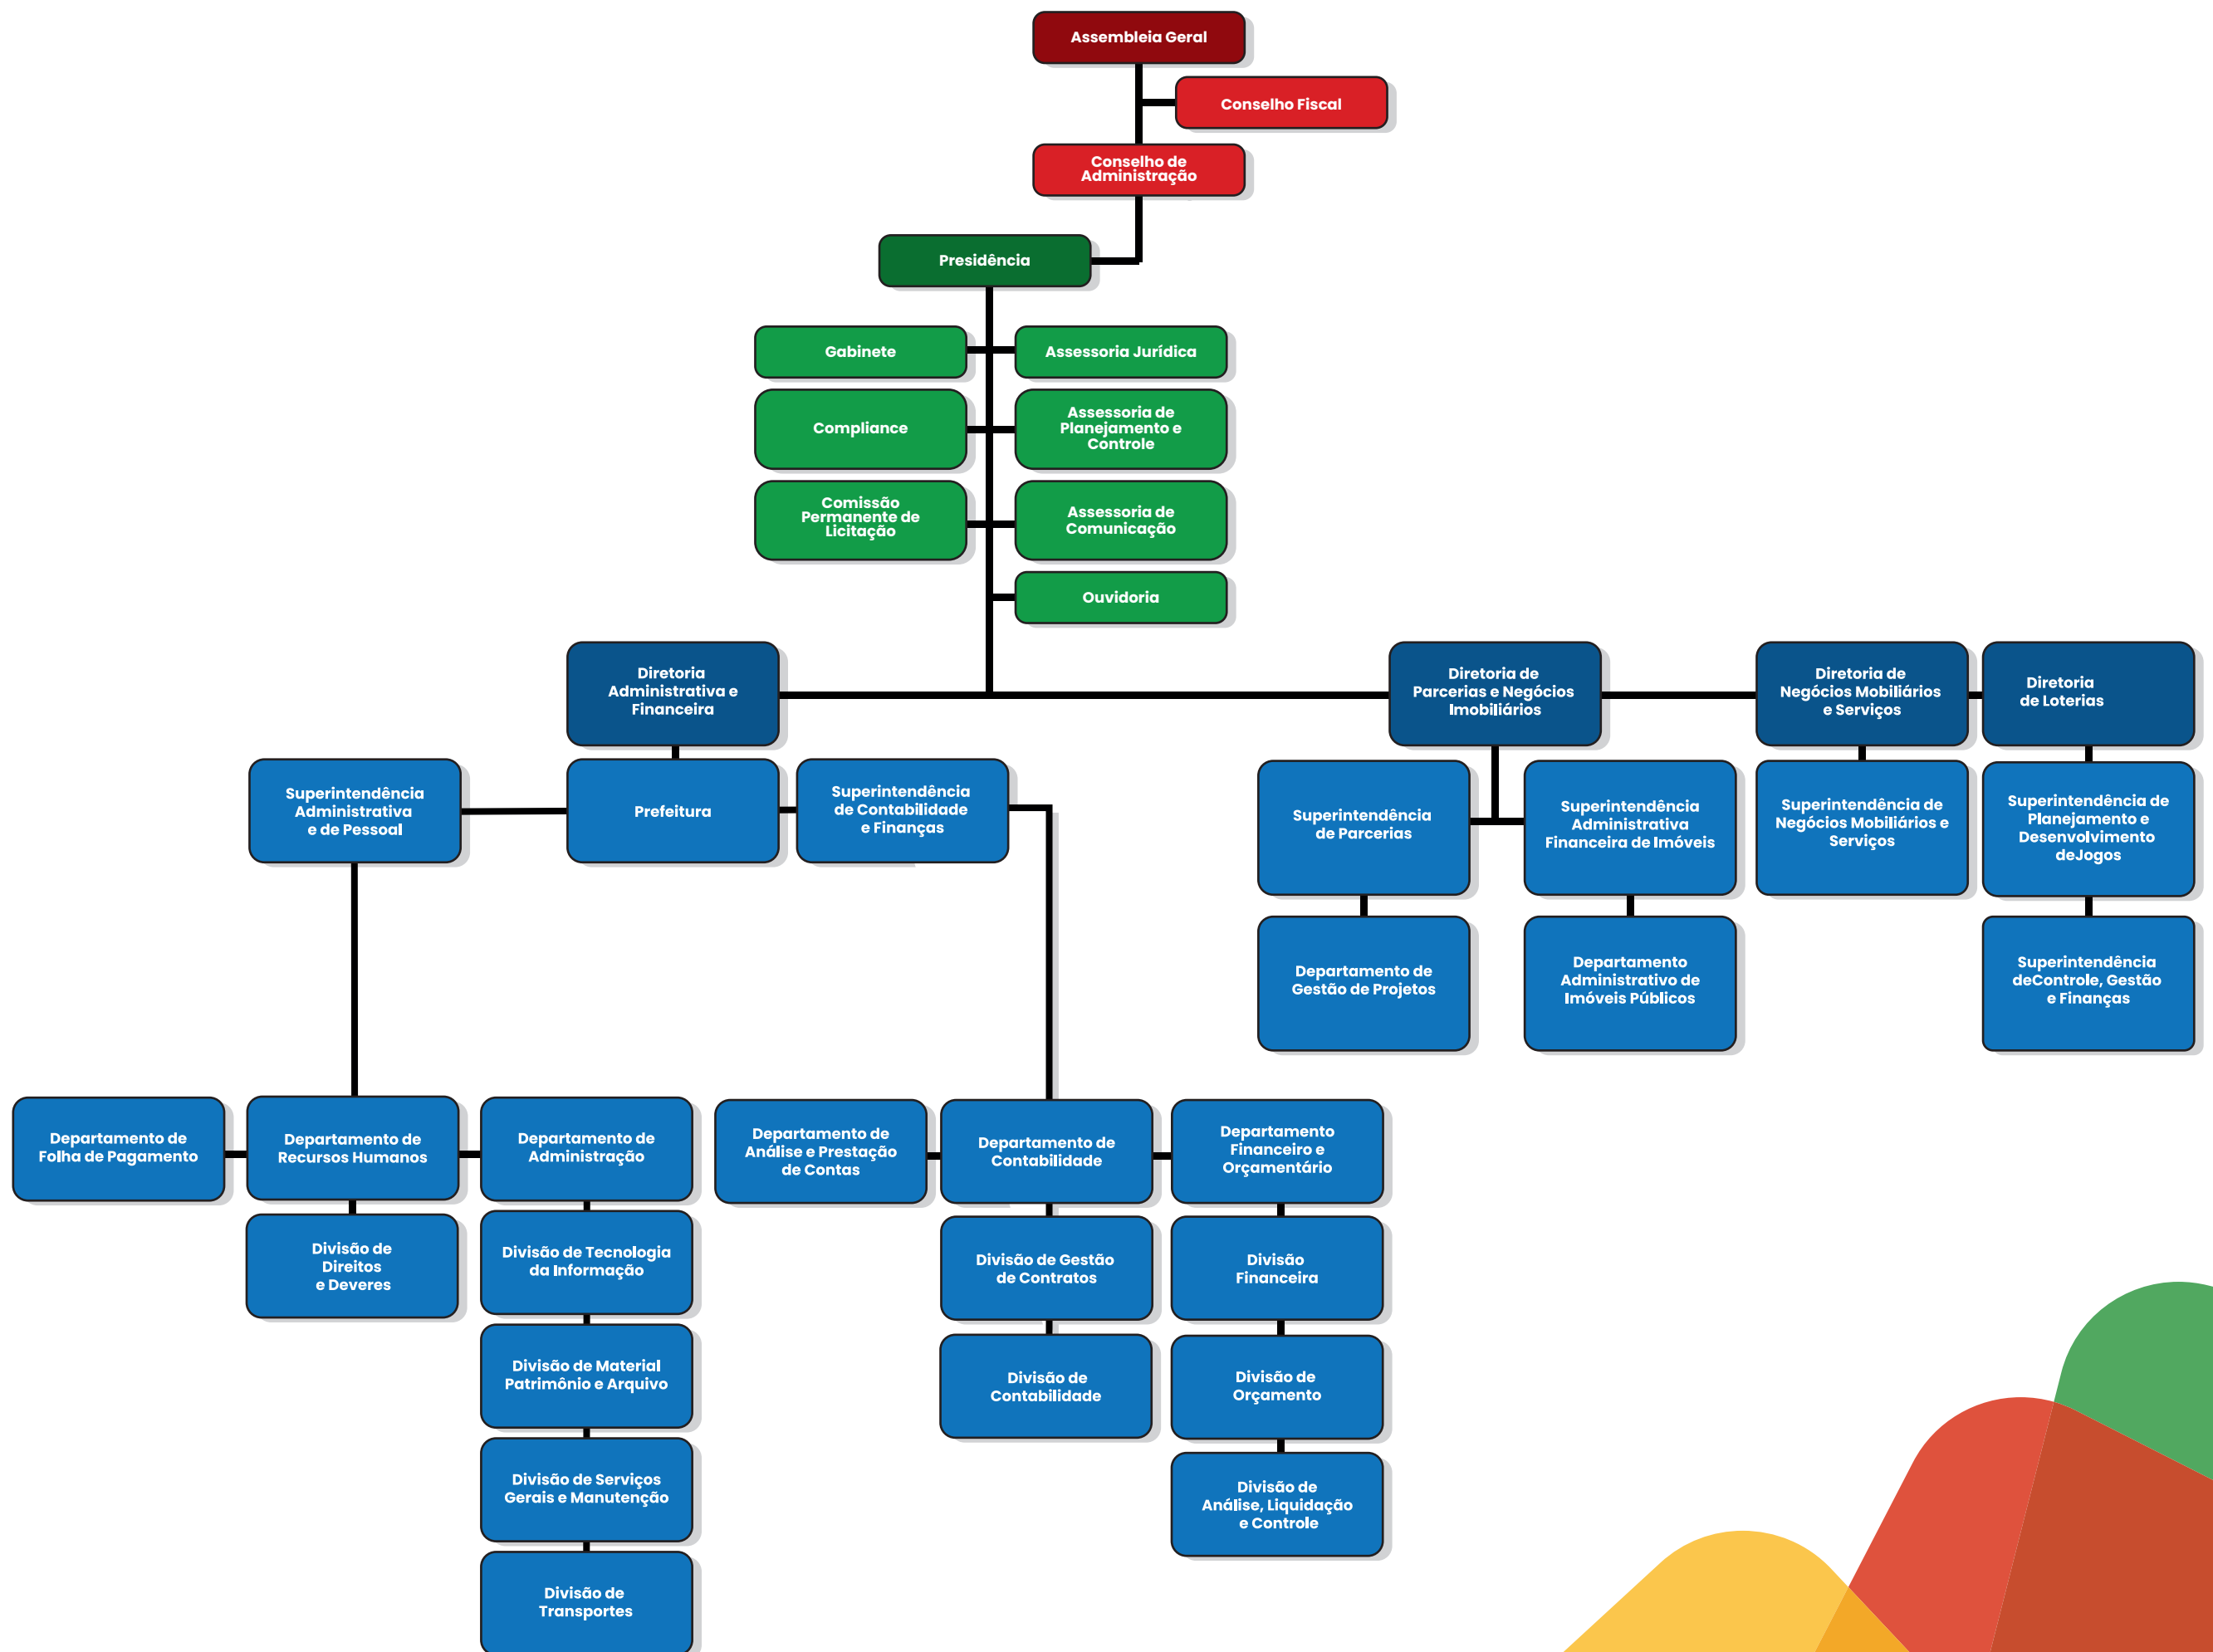 Assembleia Geral
Conselho Fiscal
Conselho de
Administração
Presidência
Gabinete
Assessoria Jurídica
Compliance
Assessoria de
Planejamento e
Controle
Comissão
Permanente de
Licitação
Assessoria de
Comunicação
Ouvidoria
Diretoria
Administrativa e
Financeira
Diretoria de
Parcerias e Negócios
Imobiliários
Diretoria de
Negócios Mobiliários
e Serviços
Diretoria
de Loterias
Superintendência
Administrativa
e de Pessoal
Prefeitura
Superintendência
de Contabilidade
e Finanças
Superintendência
de Parcerias
Superintendência
Administrativa
Financeira de Imóveis
Superintendência de
Negócios Mobiliários e
Serviços
Superintendência de
Planejamento e
Desenvolvimento
deJogos
Departamento de
Gestão de Projetos
Departamento
Administrativo de
Imóveis Públicos
Superintendência
deControle, Gestão
e Finanças
Departamento de
Folha de Pagamento
Departamento de
Recursos Humanos
Departamento de
Administração
Departamento de
Análise e Prestação
de Contas
Departamento de
Contabilidade
Departamento
Financeiro e
Orçamentário
Divisão de
Direitos
e Deveres
Divisão de Tecnologia
da Informação
Divisão de Gestão
de Contratos
Divisão
Financeira
Divisão de Material
Patrimônio e Arquivo
Divisão de
Contabilidade
Divisão de
Orçamento
Divisão de Serviços
Gerais e Manutenção
Divisão de
Análise, Liquidação
e Controle
Divisão de
Transportes